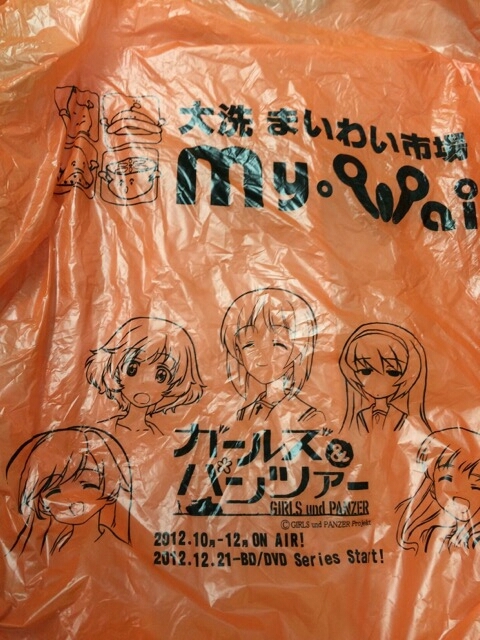 大洗 まいわい市場
my.Wai
ガールズ&
パンツァー
GIRLS und PANZER
©GIRLS und PANZER Projekt
2012.10月-12月 ON AIR!
2012.12.21-BD/DVD Series Start!